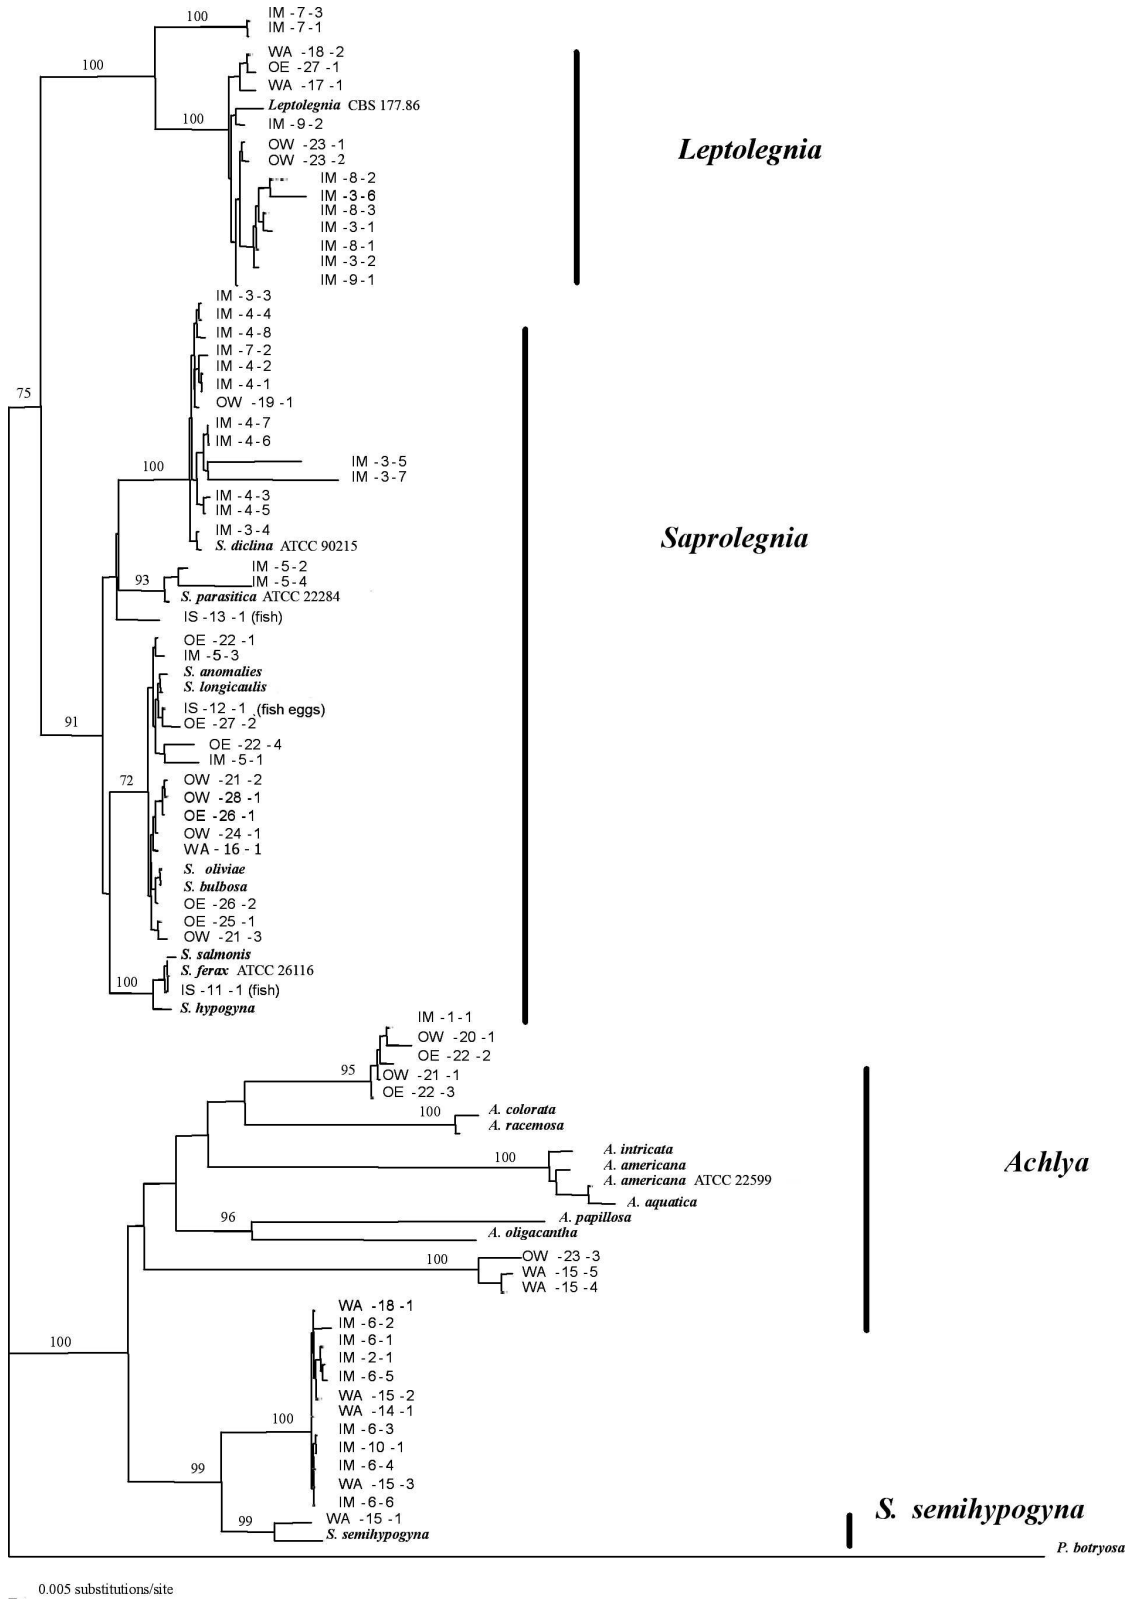 IM -7-3
100
IM -7-1
WA -18-2
OE -27-1
100
WA -17-1
Leptolegnia CBS 177.86
100
IM -9-2
OW -23-1
Leptolegnia
OW -23-2
IM -8-2
IM -3-6
IM -8-3
IM -3-1
IM -8-1
IM -3-2
IM -9-1
IM -3-3
IM -4-4
IM -4-8
IM -7-2
IM -4-2
IM -4-1
75
OW -19-1
IM -4-7
IM -4-6
IM -3-5
100
IM -3-7
IM -4-3
IM -4-5
IM -3-4
Saprolegnia
S. diclina ATCC 90215
IM -5-2
93
IM -5-4
S. parasitica ATCC 22284
IS -13 -1 (fish)
OE -22 -1
IM -5-3
S. anomalies
S. longicaulis
IS -12 -1 (fish eggs)
91
OE -27 -2
OE -22 -4
IM -5-1
72
OW -21 -2
OW -28 -1
OE -26 -1
OW -24 -1
WA - 16 - 1
S. oliviae
S. bulbosa
OE -26 -2
OE -25 -1
OW -21 -3
S. salmonis
S. ferax ATCC 26116
100
IS -11 -1 (fish)
S. hypogyna
IM -1-1
OW -20 -1
OE -22 -2
95
OW -21 -1
OE -22 -3
100
A. colorata
A. racemosa
A. intricata
100
A. americana
Achlya
A. americana ATCC 22599
A. aquatica
96
A. papillosa
A. oligacantha
100
OW -23 -3
WA -15 -5
WA -15 -4
WA -18 -1
IM -6-2
100
IM -6-1
IM -2-1
IM -6-5
WA -15 -2
WA -14 -1
100
IM -6-3
IM -10 -1
99
IM -6-4
WA -15 -3
IM -6-6
S. semihypogyna
99
WA -15 -1
S. semihypogyna
P. botryosa
0.005 substitutions/site